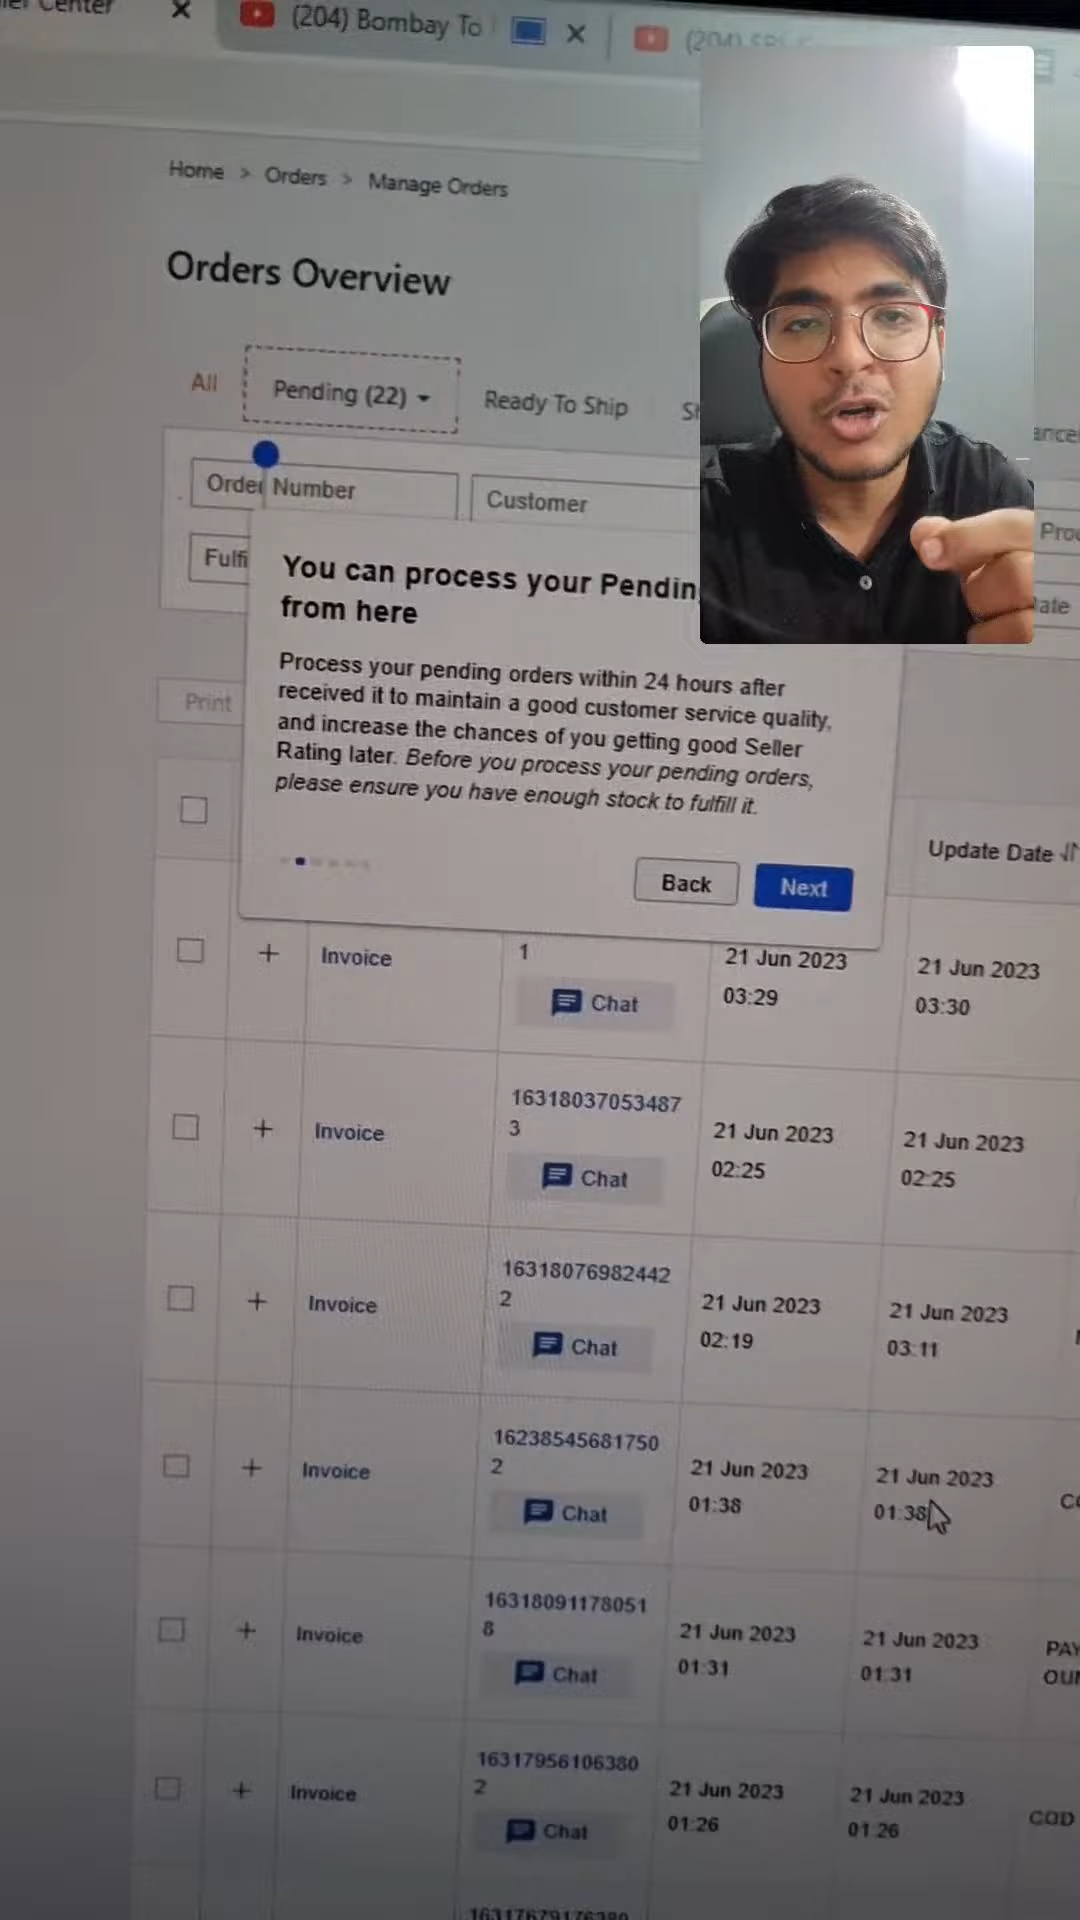 Center
(204) Bombay To
(204)
Home > Orders > Manage Orders
Orders Overview
All
Pending (22)
Ready To Ship
Order Number
Customer
You can process your Pending
from here
Process your pending orders within 24 hours after
received it to maintain a good customer service quality,
and increase the chances of you getting good Seller
Rating later. Before you process your pending orders,
please ensure you have enough stock to fulfill it.
Print
Back
Next
Update Date
+ Invoice
1
Chat
21 Jun 2023
03:29
21 Jun 2023
03:30
+ Invoice
16318037053487
3
Chat
21 Jun 2023
02:25
21 Jun 2023
02:25
+ Invoice
16318076982442
2
Chat
21 Jun 2023
02:19
21 Jun 2023
03:11
+ Invoice
16238545681750
2
Chat
21 Jun 2023
01:38
21 Jun 2023
01:38
+ Invoice
16318091178051
8
Chat
21 Jun 2023
01:31
21 Jun 2023
01:31
PAY
+ Invoice
16317956106380
2
Chat
21 Jun 2023
01:26
21 Jun 2023
01:26
COD